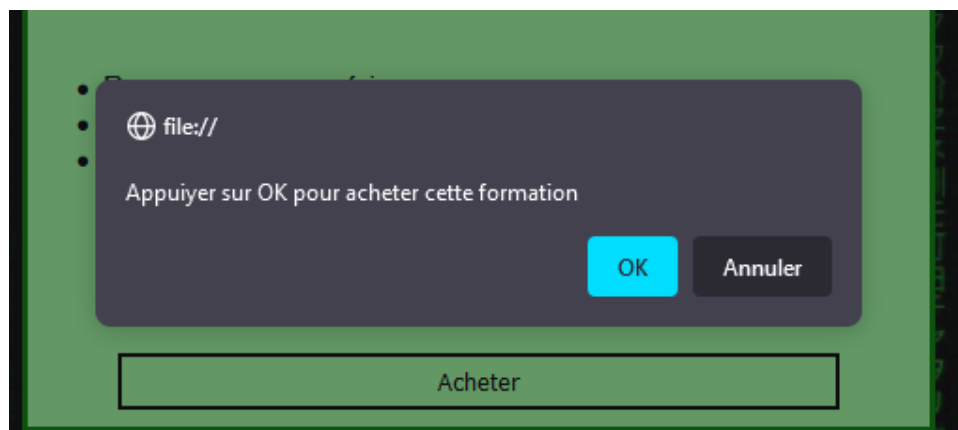 file://
Appuiyer sur OK pour acheter cette formation
OK
Annuler
Acheter